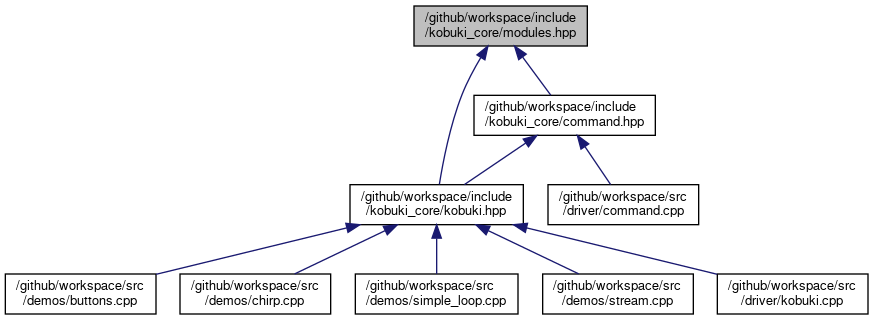 /github/workspace/include
/kobuki_core/modules.hpp
/github/workspace/include
/kobuki_core/command.hpp
/github/workspace/include
/kobuki_core/kobuki.hpp
/github/workspace/src
/driver/command.cpp
/github/workspace/src
/demos/buttons.cpp
/github/workspace/src
/demos/chirp.cpp
/github/workspace/src
/demos/simple_loop.cpp
/github/workspace/src
/demos/stream.cpp
/github/workspace/src
/driver/kobuki.cpp